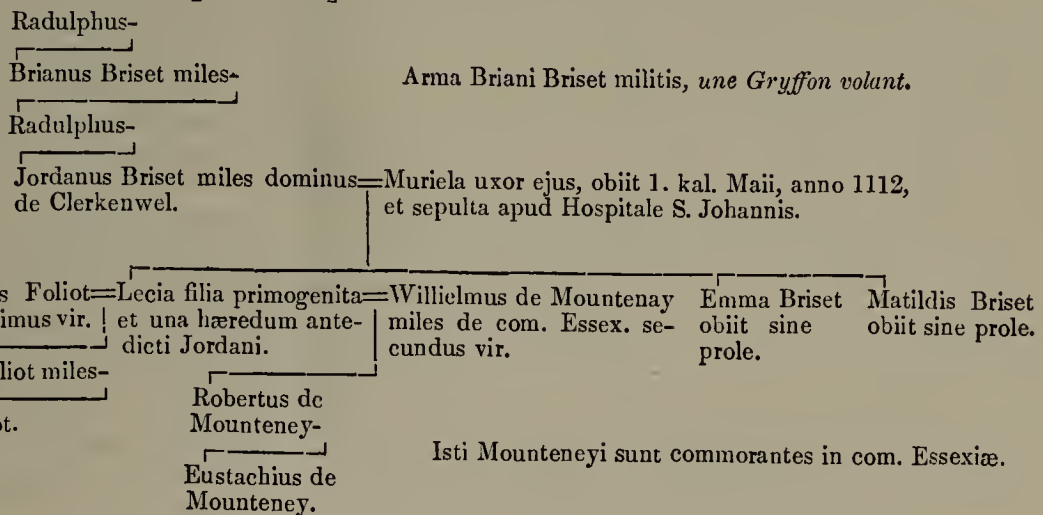 Radulphus-
Brianus Briset miles-
Arma Briani Briset militis, une Gryffon volant.
Radulphus-
Jordanus Briset miles dominus=Muriela uxor ejus, obiit 1. kal. Maii, anno 1112,
de Clerkenwel.
et sepulta apud Hospitale S. Johannis.
s Foliot=Lecia filia primogenita=Willielmus de Mountenay
imus vir.
et una hæredum ante-
dicti Jordani.
miles de com. Essex. se-
cundus vir.
Emma Briset
obiit sine
prole.
Matildis Briset
obiit sine prole.
liot miles-
Robertus de
Mounteney-
Eustachius de
Mounteney.
Isti Mounteneyi sunt commorantes in com. Essexiæ.